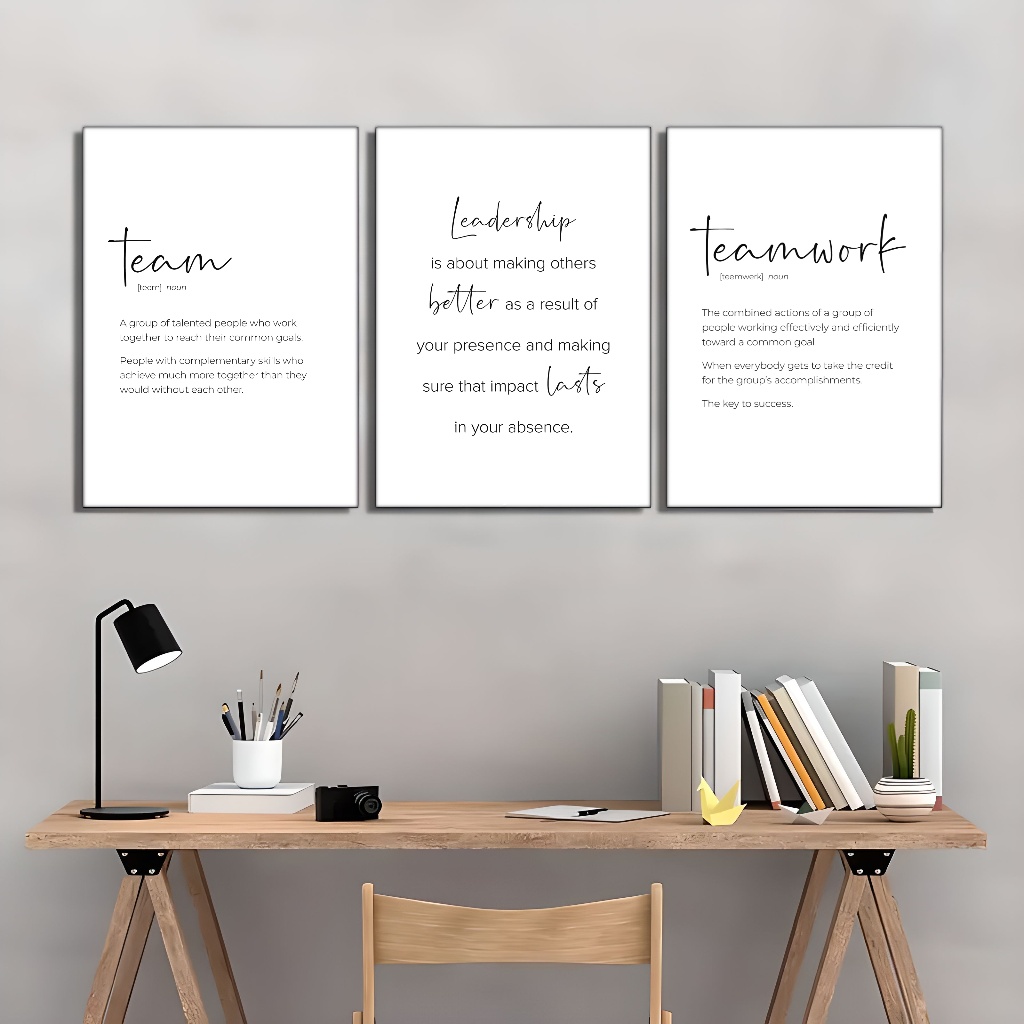 team
[team] noun
A group of talented people who work
together to reach their common goals.
People with complementary skills who
achieve much more together than they
would without each other.
Leadership
is about making others
better as a result of
your presence and making
sure that impact lasts
in your absence.
teamwork
[teemwerk] noun
The combined actions of a group of
people working effectively and efficiently
toward a common goal
When everybody gets to take the credit
for the group's accomplishments.
The key to success.